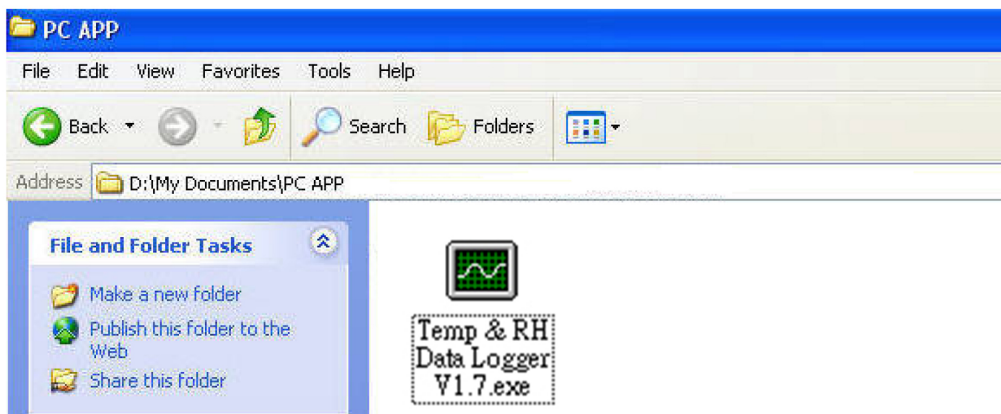 PC APP
File Edit View Favorites Tools Help
Back Search Folders
Address D:\My Documents\PC APP
File and Folder Tasks
Make a new folder
Publish this folder to the
Web
Share this folder
Temp & RH
Data Logger
V1.7.exe